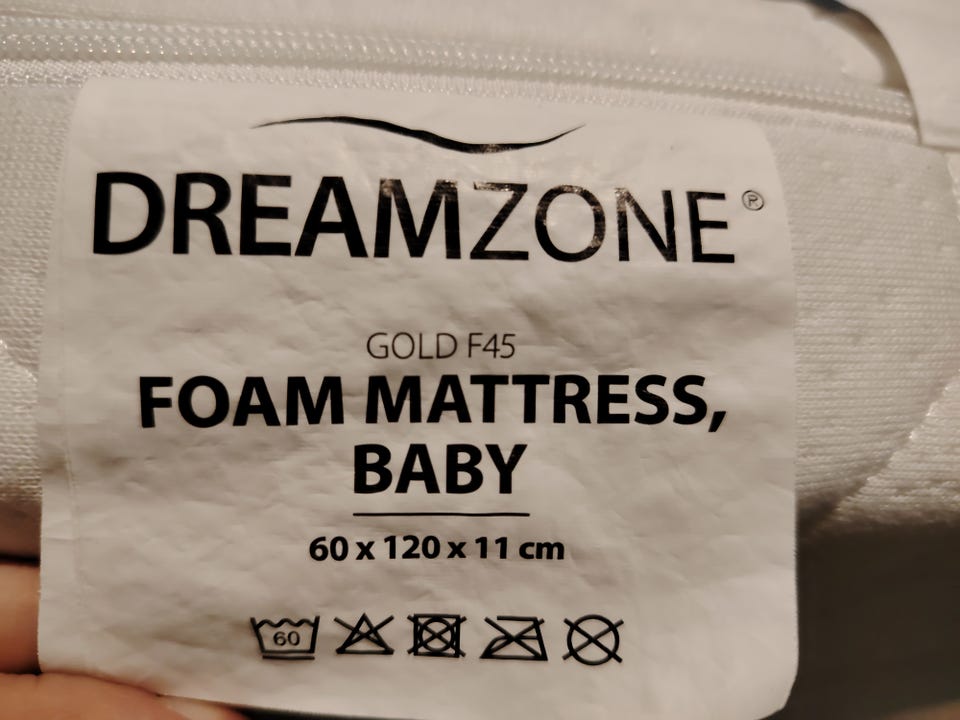 DREAMZONE®
GOLD F45
FOAM MATTRESS,
BABY
60 x 120 x 11 cm
60